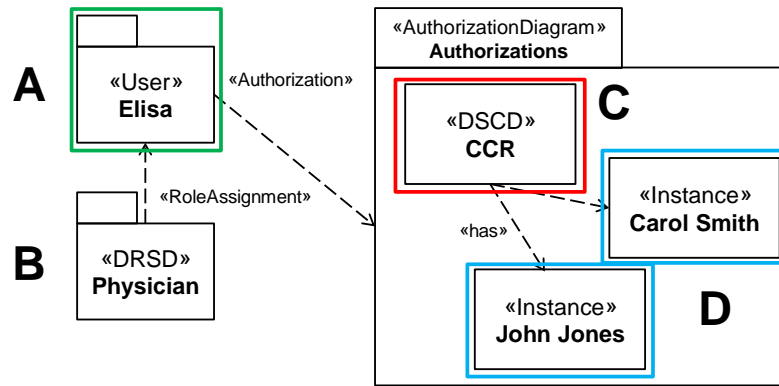 A
«User»
Elisa
«Authorization»
«RoleAssignment»
B
«DRSD»
Physician
«AuthorizationDiagram»
Authorizations
C
«DSCD»
CCR
«has»
«Instance»
Carol Smith
«Instance»
John Jones
D